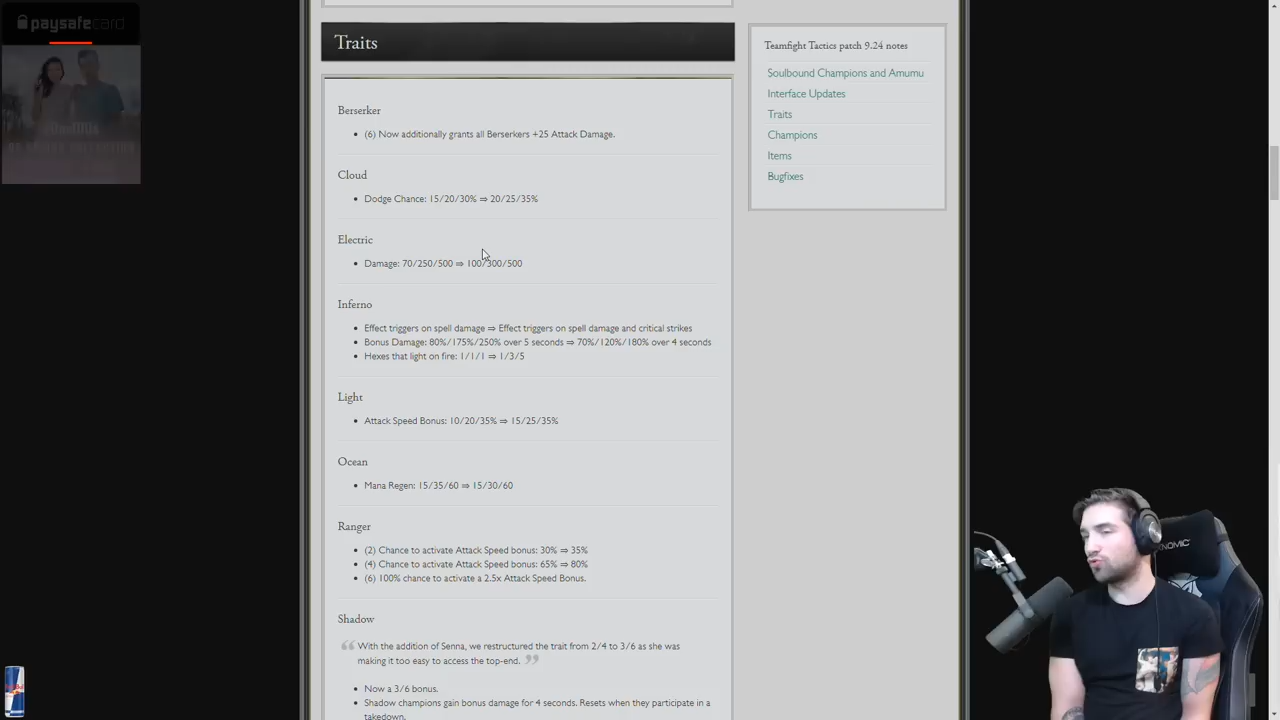 paysafecard
Traits
Berserker
• (6) Now additionally grants all Berserkers +25 Attack Damage.
Cloud
• Dodge Chance: 15/20/30% ⇒ 20/25/35%
Electric
• Damage: 70/250/500 ⇒ 100/300/500
Inferno
• Effect triggers on spell damage ⇒ Effect triggers on spell damage and critical strikes
• Bonus Damage: 80%/175%/250% over 5 seconds ⇒ 70%/120%/180% over 4 seconds
• Hexes that light on fire: 1/1/1 ⇒ 1/3/5
Light
• Attack Speed Bonus: 10/20/35% ⇒ 15/25/35%
Ocean
• Mana Regen: 15/35/60 ⇒ 15/30/60
Ranger
• (2) Chance to activate Attack Speed bonus: 30% ⇒ 35%
• (4) Chance to activate Attack Speed bonus: 65% ⇒ 80%
• (6) 100% chance to activate a 2.5x Attack Speed Bonus.
Shadow
“ With the addition of Senna, we restructured the trait from 2/4 to 3/6 as she was
making it too easy to access the top-end. ”
• Now a 3/6 bonus.
• Shadow champions gain bonus damage for 4 seconds. Resets when they participate in a
takedown.
Teamfight Tactics patch 9.24 notes
Soulbound Champions and Amumu
Interface Updates
Traits
Champions
Items
Bugfixes